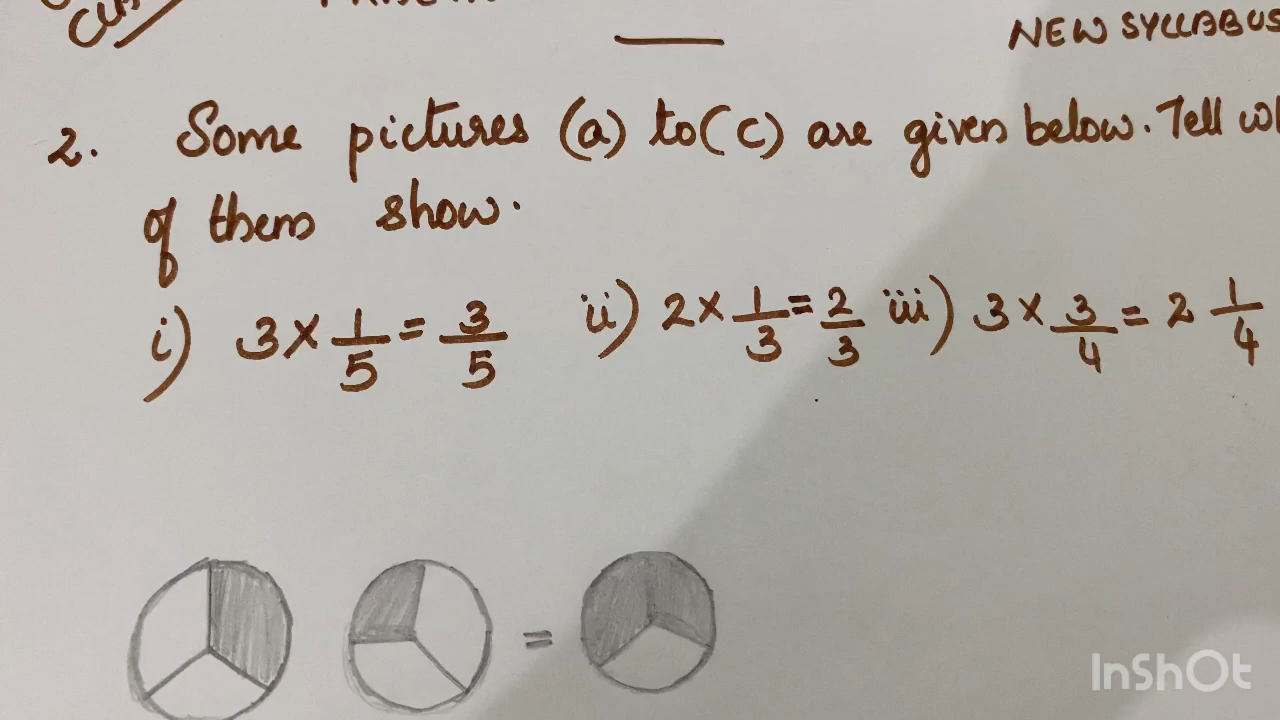 NEW SYLLABUS
2. Some pictures (a) to (c) are given below. Tell
of them show.
i) 3 × 1/5 = 3/5 ii) 2 × 1/3 = 2/3 iii) 3 × 3/4 = 2 1/4
=
InShOt